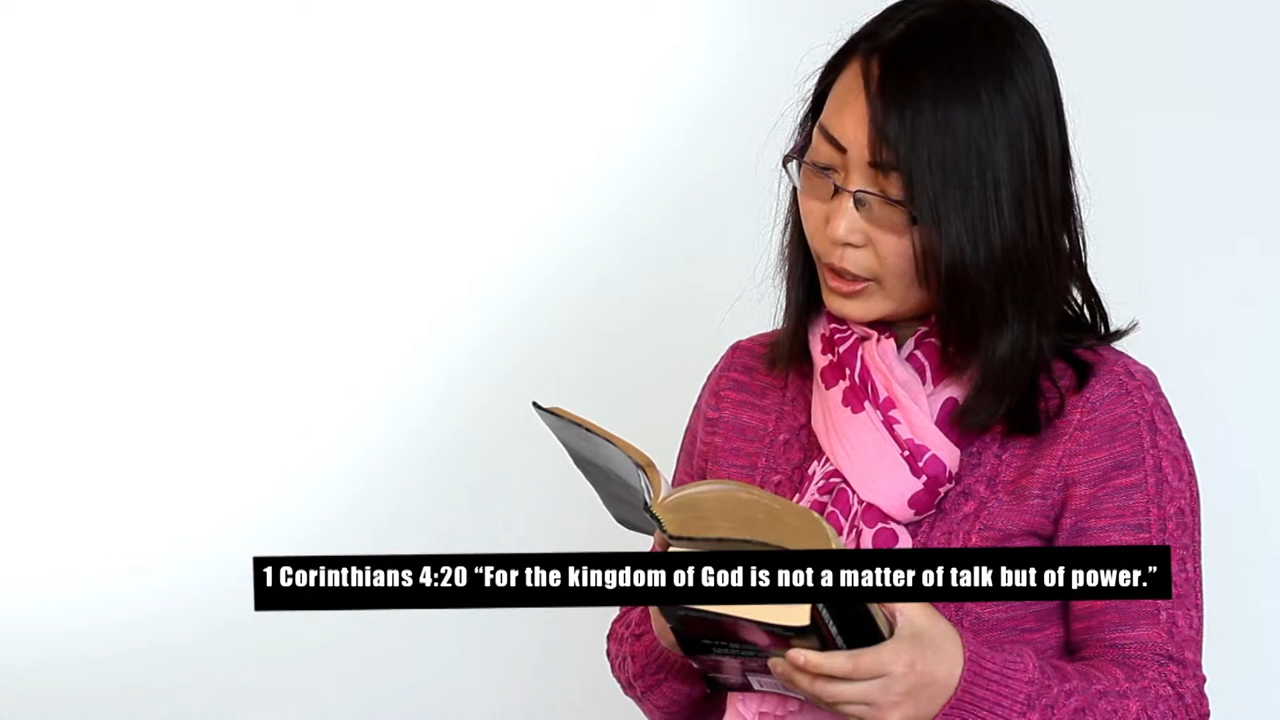 1 Corinthians 4:20 “For the kingdom of God is not a matter of talk but of power.”